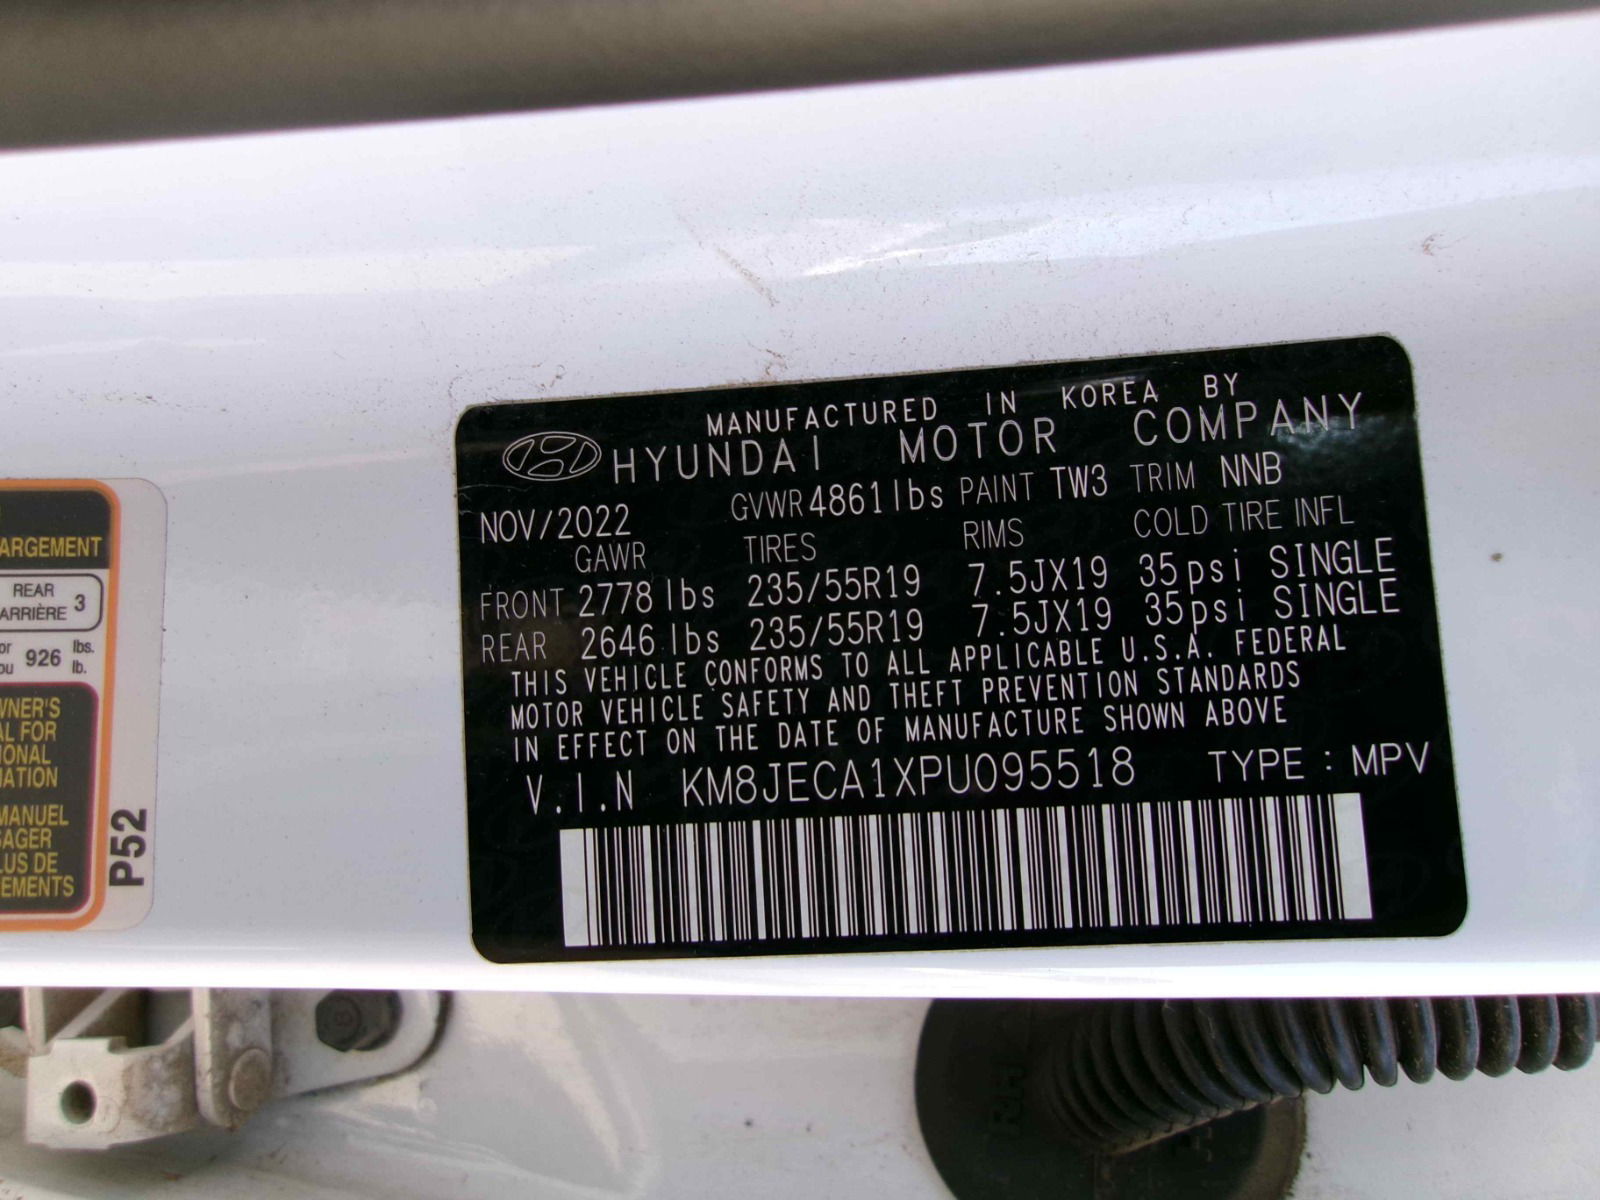 MANUFACTURED IN KOREA BY
HYUNDAI MOTOR COMPANY
NOV/2022 GVWR 4861 lbs PAINT TW3 TRIM NNB
GAWR TIRES RIMS COLD TIRE INFL
FRONT 2778 lbs 235/55R19 7.5JX19 35psi SINGLE
REAR 2646 lbs 235/55R19 7.5JX19 35psi SINGLE
THIS VEHICLE CONFORMS TO ALL APPLICABLE U.S.A. FEDERAL
MOTOR VEHICLE SAFETY AND THEFT PREVENTION STANDARDS
IN EFFECT ON THE DATE OF MANUFACTURE SHOWN ABOVE
V.I.N KM8JECA1XPU095518 TYPE : MPV
ARGEMENT
REAR
ARRIÈRE 3
or
ou 926 lbs.
lb.
WNER'S
AL FOR
IONAL
MATION
MANUEL
SAGER
LUS DE
EMENTS
P52
8
RH